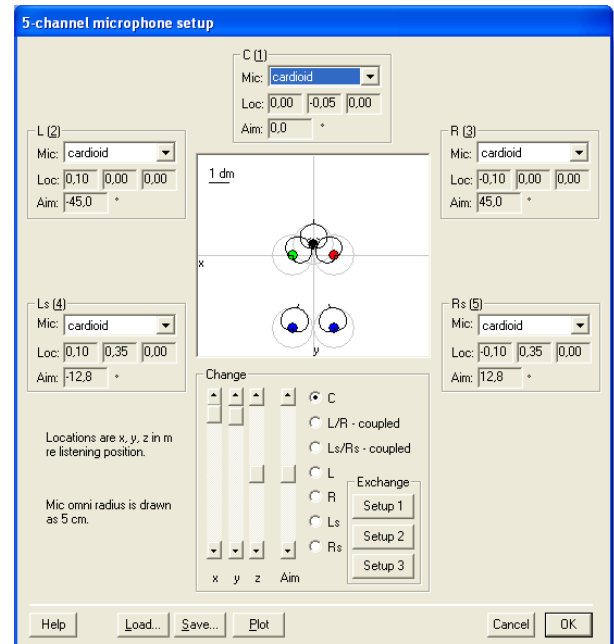 5-channel microphone setup
C (1)
Mic: cardioid
Loc: 0,00 -0,05 0,00
Aim: 0,0 °
L (2)
Mic: cardioid
Loc: 0,10 0,00 0,00
Aim: -45,0 °
R (3)
Mic: cardioid
Loc: -0,10 0,00 0,00
Aim: 45,0 °
1 dm
x
y
Ls (4)
Mic: cardioid
Loc: 0,10 0,35 0,00
Aim: -12,8 °
Rs (5)
Mic: cardioid
Loc: -0,10 0,35 0,00
Aim: 12,8 °
Change
C
L/R - coupled
Ls/Rs - coupled
L
R
Ls
Rs
x y z Aim
Exchange
Setup 1
Setup 2
Setup 3
Locations are x, y, z in m
re listening position.
Mic omni radius is drawn
as 5 cm.
Help Load... Save... Plot Cancel OK